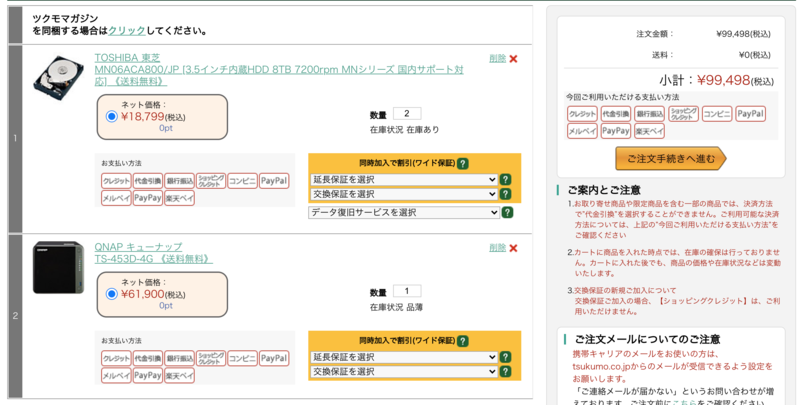 ツクモマガジン
を同梱する場合はクリックしてください。
1
TOSHIBA 東芝
MN06ACA800/JP [3.5インチ内蔵HDD 8TB 7200rpm MNシリーズ 国内サポート対
応] 《送料無料》
削除
ネット価格：
¥18,799(税込)
0pt
数量 2
在庫状況 在庫あり
お支払い方法
クレジット 代金引換 銀行振込 ショッピングクレジット コンビニ PayPal
メルペイ PayPay 楽天ペイ
同時加入で割引(ワイド保証) ?
延長保証を選択 ?
交換保証を選択 ?
データ復旧サービスを選択 ?
2
QNAP キューナップ
TS-453D-4G 《送料無料》
削除
ネット価格：
¥61,900(税込)
0pt
数量 1
在庫状況 品薄
お支払い方法
クレジット 代金引換 銀行振込 ショッピングクレジット コンビニ PayPal
メルペイ PayPay 楽天ペイ
同時加入で割引(ワイド保証) ?
延長保証を選択 ?
交換保証を選択 ?
注文金額： ¥99,498(税込)
送料： ¥0(税込)
小計：¥99,498(税込)
今回ご利用いただける支払い方法
クレジット 代金引換 銀行振込 ショッピングクレジット コンビニ PayPal
メルペイ PayPay 楽天ペイ
ご注文手続きへ進む
ご案内とご注意
1.お取り寄せ商品や限定商品を含む一部の商品では、決済方法
で"代金引換"を選択することができません。ご利用可能な決済
方法については、上記の"今回ご利用いただける支払い方法"を
ご確認ください
2.カートに商品を入れた時点では、在庫の確保は行っておりませ
ん。カートに入れた後でも、商品の価格や在庫状況などは変動
いたします。
3.交換保証の新規ご加入について
交換保証ご加入の場合、【ショッピングクレジット】は、ご利
用いただけません。
ご注文メールについてのご注意
携帯キャリアのメールをお使いの方は、
tsukumo.co.jpからのメールが受信できるよう設定を
お願いします。
「ご連絡メールが届かない」というお問い合わせが増
えております。ご注文前にこちらをご確認ください。